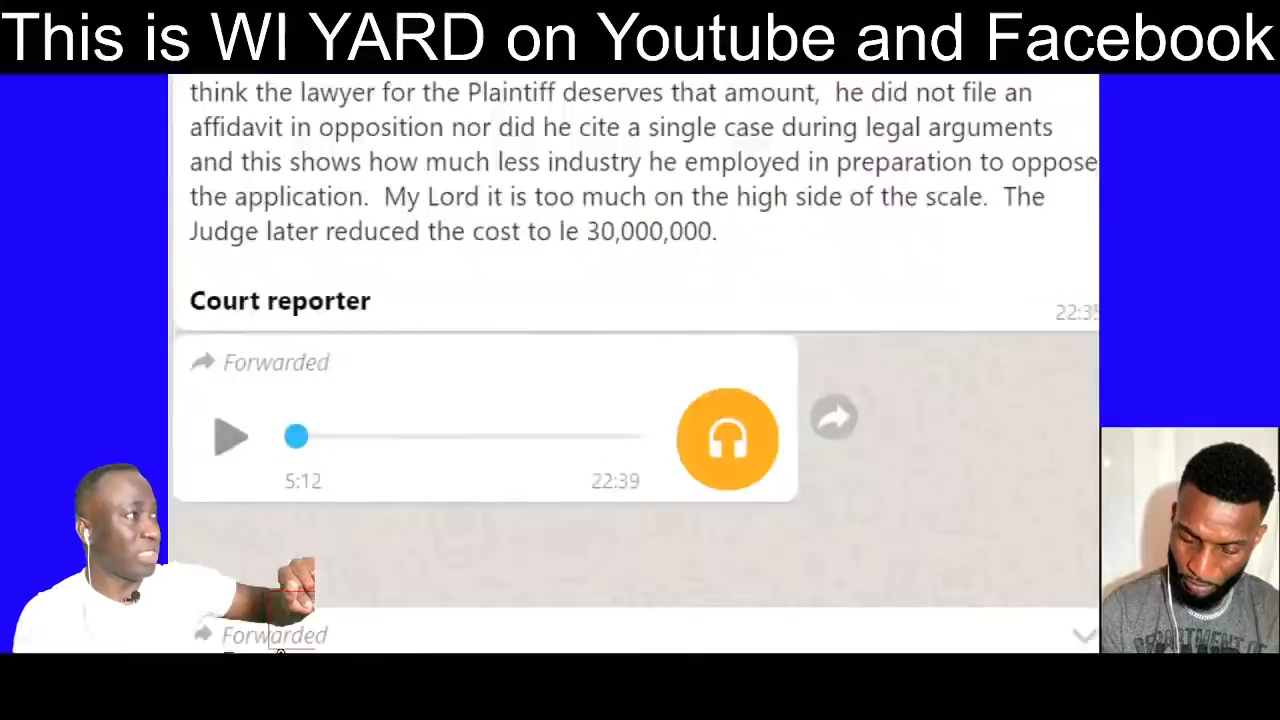 This is WI YARD on Youtube and Facebook
think the lawyer for the Plaintiff deserves that amount,  he did not file an
affidavit in opposition nor did he cite a single case during legal arguments
and this shows how much less industry he employed in preparation to oppose
the application.  My Lord it is too much on the high side of the scale.  The
Judge later reduced the cost to le 30,000,000.
Court reporter
22:35
Forwarded
5:12
22:39
Forwarded